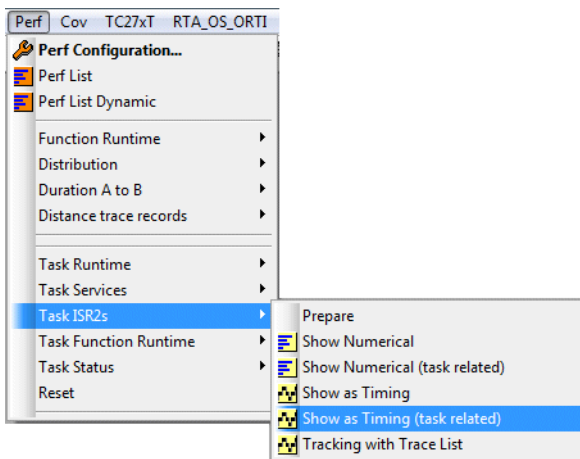 Perf Cov TC27xT RTA_OS_ORTI
Perf Configuration...
Perf List
Perf List Dynamic
Function Runtime
Distribution
Duration A to B
Distance trace records
Task Runtime
Task Services
Task ISR2s
Task Function Runtime
Task Status
Reset
Prepare
Show Numerical
Show Numerical (task related)
Show as Timing
Show as Timing (task related)
Tracking with Trace List